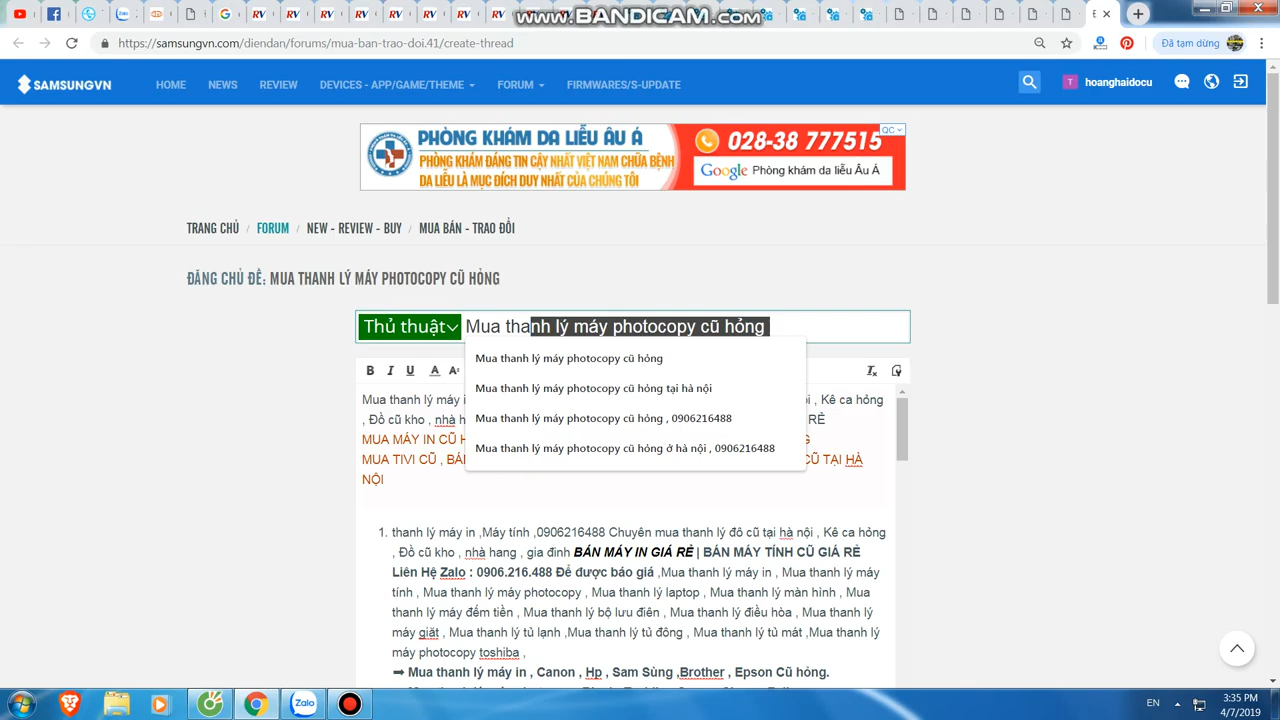 www.BANDICAM.com
https://samsungvn.com/diendan/forums/mua-ban-trao-doi.41/create-thread
Đã tạm dừng
SAMSUNGVN
HOME
NEWS
REVIEW
DEVICES - APP/GAME/THEME
FORUM
FIRMWARES/S-UPDATE
T
hoanghaidocu
PHÒNG KHÁM DA LIỄU ÂU Á
PHÒNG KHÁM ĐÁNG TIN CẬY NHẤT VIỆT NAM CHỮA BỆNH
DA LIỄU LÀ MỤC ĐÍCH DUY NHẤT CỦA CHÚNG TÔI
028-38 777515
QC
Google Phòng khám da liễu Âu Á
TRANG CHỦ / FORUM / NEW - REVIEW - BUY / MUA BÁN - TRAO ĐỔI
ĐĂNG CHỦ ĐỀ: MUA THANH LÝ MÁY PHOTOCOPY CŨ HỎNG
Thủ thuật Mua thanh lý máy photocopy cũ hỏng
Mua thanh lý máy photocopy cũ hỏng
Mua thanh lý máy photocopy cũ hỏng tại hà nội
Mua thanh lý máy photocopy cũ hỏng , 0906216488
Mua thanh lý máy photocopy cũ hỏng ở hà nội , 0906216488
B I U A A
Mua thanh lý máy i
i , Kê ca hỏng
, Đồ cũ kho , nhà h
RẺ
MUA MÁY IN CŨ H
G
MUA TIVI CŨ , BÁN
CŨ TẠI HÀ
NỘI
1. thanh lý máy in ,Máy tính ,0906216488 Chuyên mua thanh lý đô cũ tại hà nội , Kê ca hỏng
, Đồ cũ kho , nhà hang , gia đinh BÁN MÁY IN GIÁ RẺ | BÁN MÁY TÍNH CŨ GIÁ RẺ
Liên Hệ Zalo : 0906.216.488 Để được báo giá ,Mua thanh lý máy in , Mua thanh lý máy
tính , Mua thanh lý máy photocopy , Mua thanh lý laptop , Mua thanh lý màn hình , Mua
thanh lý máy đếm tiền , Mua thanh lý bộ lưu điên , Mua thanh lý điều hòa , Mua thanh lý
máy giăt , Mua thanh lý tủ lạnh ,Mua thanh lý tủ đông , Mua thanh lý tủ mát ,Mua thanh lý
máy photocopy toshiba ,
➡ Mua thanh lý máy in , Canon , Hp , Sam Sùng ,Brother , Epson Cũ hỏng.
Zalo
EN
3:35 PM
4/7/2019